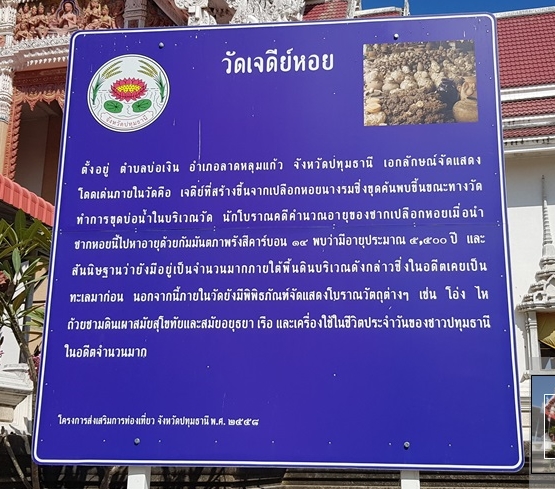 วัดเจดีย์หอย
จังหวัดปทุมธานี
ตั้งอยู่ ตำบลบ่อเงิน อำเภอลาดหลุมแก้ว จังหวัดปทุมธานี เอกลักษณ์จัดแสดง
โดดเด่นภายในวัดคือ เจดีย์ที่สร้างขึ้นจากเปลือกหอยนางรมซึ่งขุดค้นพบขึ้นขณะทางวัด
ทำการขุดบ่อน้ำในบริเวณวัด นักโบราณคดีคำนวณอายุของซากเปลือกหอยเมื่อนำ
ซากหอยนี้ไปหาอายุด้วยกัมมันตภาพรังสีคาร์บอน ๑๔ พบว่ามีอายุประมาณ ๕,๕๐๐ ปี และ
สันนิษฐานว่ายังมีอยู่เป็นจำนวนมากภายใต้พื้นดินบริเวณดังกล่าวซึ่งในอดีตเคยเป็น
ทะเลมาก่อน นอกจากนี้ภายในวัดยังมีพิพิธภัณฑ์จัดแสดงโบราณวัตถุต่างๆ เช่น โอ่ง ไห
ถ้วยชามดินเผาสมัยสุโขทัยและสมัยอยุธยา เรือ และเครื่องใช้ในชีวิตประจำวันของชาวปทุมธานี
ในอดีตจำนวนมาก
โครงการส่งเสริมการท่องเที่ยว จังหวัดปทุมธานี พ.ศ. ๒๕๕๘